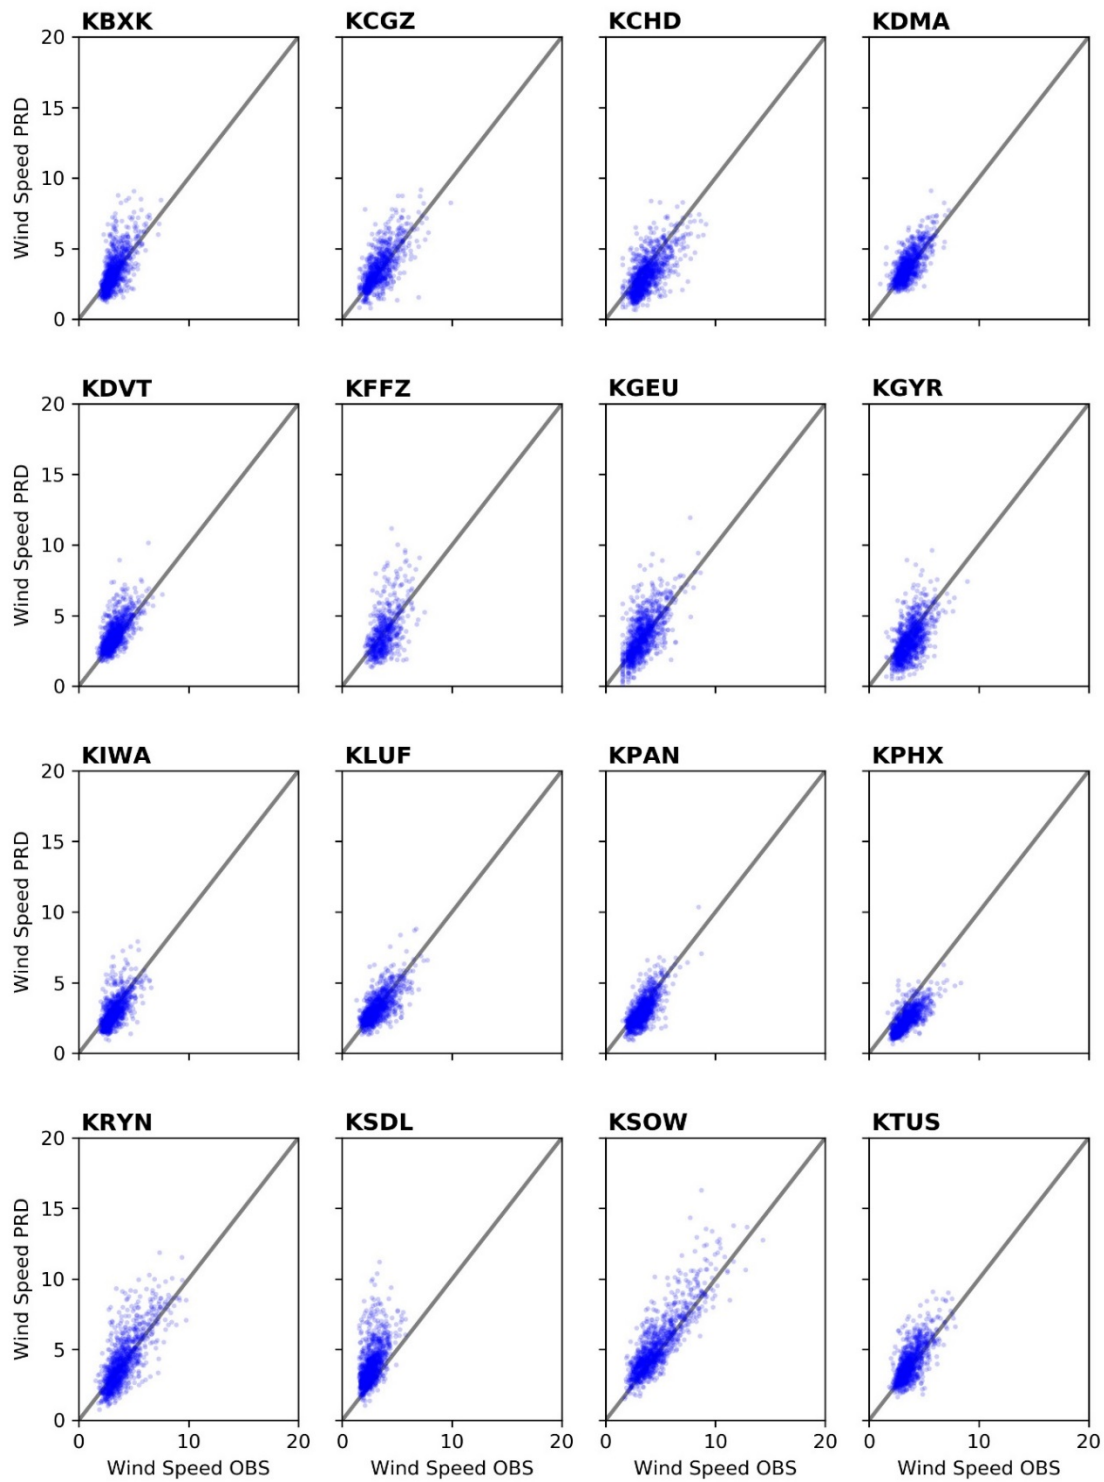 KBXK KCGZ KCHD KDMA
20
15
10
5
0
Wind Speed PRD
KDVT KFFZ KGEU KGYR
20
15
10
5
0
Wind Speed PRD
KIWA KLUF KPAN KPHX
20
15
10
5
0
Wind Speed PRD
KRYN KSDL KSOW KTUS
20
15
10
5
0
Wind Speed PRD
0 10 20 0 10 20 0 10 20 0 10 20
Wind Speed OBS Wind Speed OBS Wind Speed OBS Wind Speed OBS